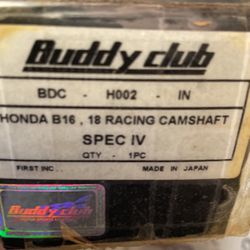 Buddy club
BDC - H002 - IN
HONDA B16 , 18 RACING CAMSHAFT
SPEC IV
QTY - 1PC
FIRST INC . MADE IN JAPAN
Buddy club